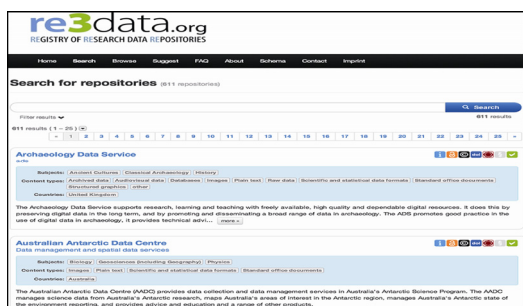 re3data.org
REGISTRY OF RESEARCH DATA REPOSITORIES
Home Search Browse Suggest FAQ About Schema Contact Imprint
Search for repositories (611 repositories)
Search
Filter results
611 results
611 results (1 – 25)
« 1 2 3 4 5 6 7 8 9 10 11 12 13 14 15 16 17 18 19 20 21 22 23 24 25 »
Archaeology Data Service
Subjects: Ancient Cultures Classical Archaeology History
Content types: Archived data Audiovisual data Databases Images Plain text Raw data Scientific and statistical data formats Standard office documents
Structured graphics other
Countries: United Kingdom
The Archaeology Data Service supports research, learning and teaching with freely available, high quality and dependable digital resources. It does this by
preserving digital data in the long term, and by promoting and disseminating a broad range of data in archaeology. The ADS promotes good practice in the
use of digital data in archaeology, it provides technical advi... more »
Australian Antarctic Data Centre
Data management and spatial data services
Subjects: Biology Geosciences (including Geography) Physics
Content types: Images Plain text Scientific and statistical data formats Standard office documents
Countries: Australia
The Australian Antarctic Data Centre (AADC) provides data collection and data management services in Australia's Antarctic Science Program. The AADC
manages science data from Australia's Antarctic research, maps Australia's areas of interest in the Antarctic region, manages Australia's Antarctic state of
the environment reporting, and provides advice and education and a range of other products.